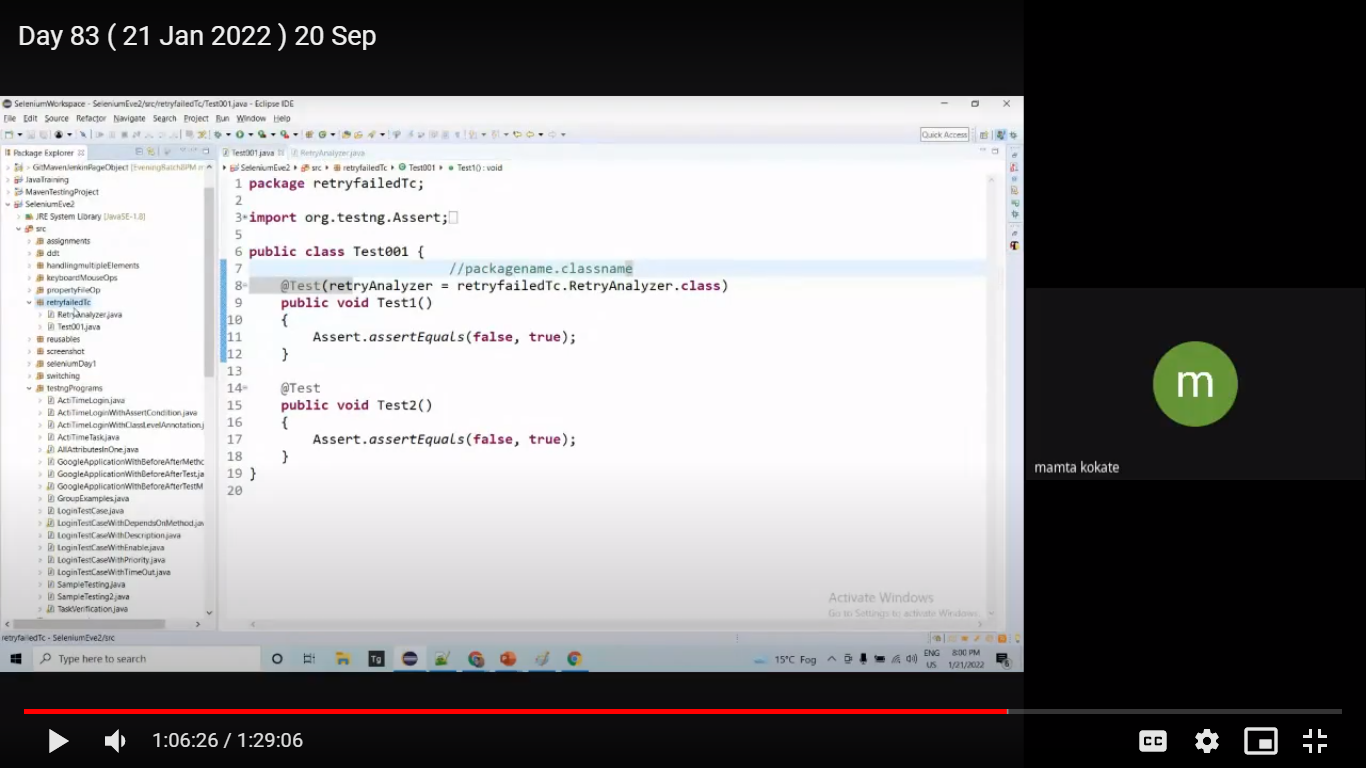 Day 83 ( 21 Jan 2022 ) 20 Sep
SeleniumWorkspace - SeleniumEve2/src/retryfailedTc/Test001.java - Eclipse IDE
File Edit Source Refactor Navigate Search Project Run Window Help
Quick Access
Package Explorer
GitMavenJenkinPageObject
JavaTraining
MavenTestingProject
SeleniumEve2
JRE System Library [JavaSE-1.8]
src
assignments
ddt
handlingmultipleElements
keyboardMouseOps
propertyFileOp
retryfailedTc
RetryAnalyzer.java
Test001.java
reusables
screenshot
seleniumDay1
switching
testngPrograms
ActiTimeLogin.java
ActiTimeLoginWithAssertCondition.java
ActiTimeLoginWithClassLevelAnnotation.j
ActiTimeTask.java
AllAttributesInOne.java
GoogleApplicationWithBeforeAfterMethc
GoogleApplicationWithBeforeAfterTest.ja
GoogleApplicationWithBeforeAfterTestM
GroupExamples.java
LoginTestCase.java
LoginTestCaseWithDependsOnMethod.jav
LoginTestCaseWithDescription.java
LoginTestCaseWithEnable.java
LoginTestCaseWithPriority.java
LoginTestCaseWithTimeOut.java
SampleTesting.java
SampleTesting2.java
TaskVerification.java
Test001.java RetryAnalyzer.java
SeleniumEve2 src retryfailedTc Test001 Test1() : void
1 package retryfailedTc;
2
3 import org.testng.Assert;
5
6 public class Test001 {
7 //packagename.classname
8 @Test(retryAnalyzer = retryfailedTc.RetryAnalyzer.class)
9 public void Test1()
10 {
11 Assert.assertEquals(false, true);
12 }
13
14 @Test
15 public void Test2()
16 {
17 Assert.assertEquals(false, true);
18 }
19 }
20
Activate Windows
Go to Settings to activate Windows.
retryfailedTc - SeleniumEve2/src
Type here to search
Tg
15°C Fog
ENG
US
8:00 PM
1/21/2022
m
mamta kokate
1:06:26 / 1:29:06
CC